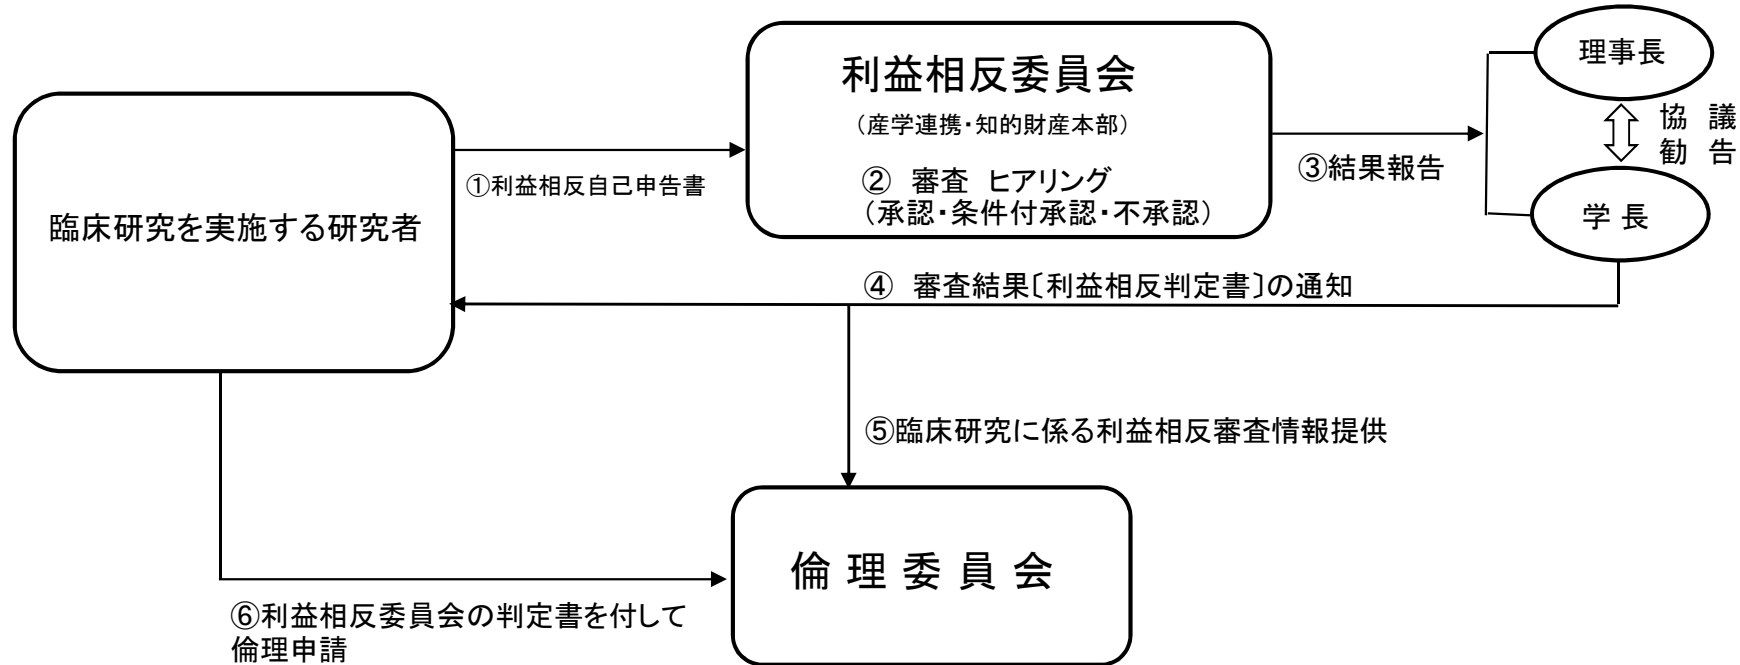 利益相反委員会
（産学連携・知的財産本部）
② 審査 ヒアリング
（承認・条件付承認・不承認）
理事長
協 議
勧 告
学 長
①利益相反自己申告書
③結果報告
臨床研究を実施する研究者
④ 審査結果〔利益相反判定書〕の通知
⑤臨床研究に係る利益相反審査情報提供
倫 理 委 員 会
⑥利益相反委員会の判定書を付して
倫理申請